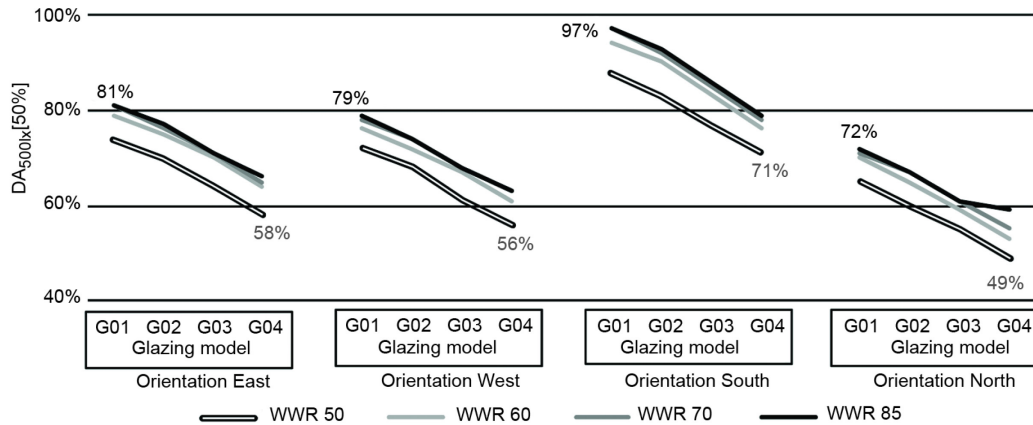 DA500lx[50%]
100%
80%
60%
40%
81%
58%
79%
56%
97%
71%
72%
49%
G01 G02 G03 G04
Glazing model
Orientation East
G01 G02 G03 G04
Glazing model
Orientation West
G01 G02 G03 G04
Glazing model
Orientation South
G01 G02 G03 G04
Glazing model
Orientation North
WWR 50 WWR 60 WWR 70 WWR 85